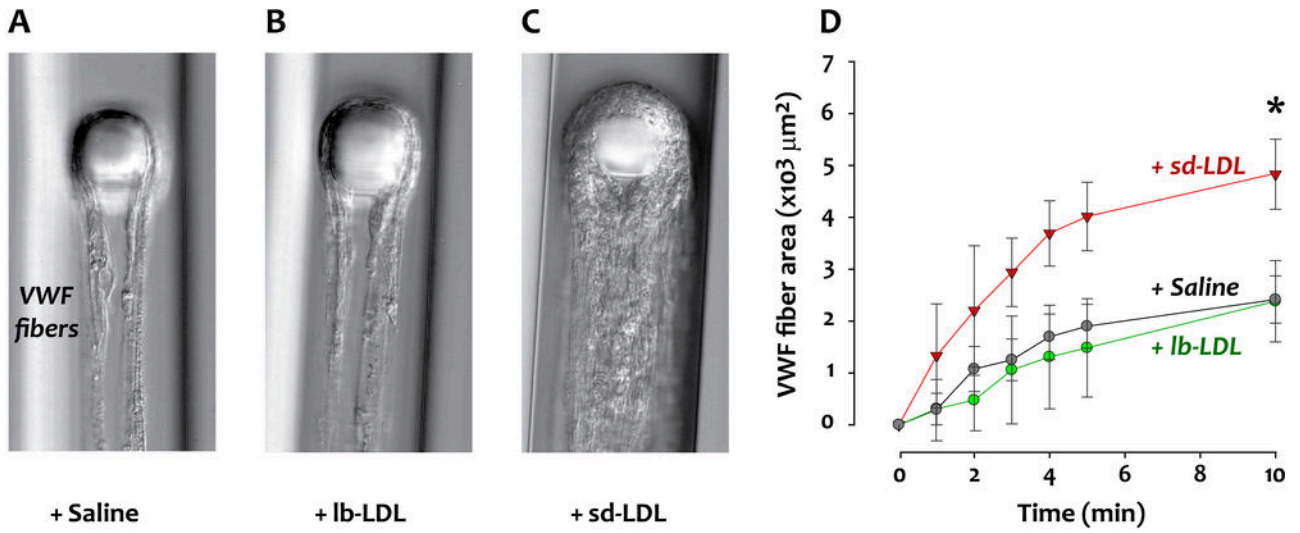 A
B
C
D
VWF
fibers
+ Saline
+ lb-LDL
+ sd-LDL
VWF fiber area (x10³ µm²)
7
6
5
4
3
2
1
0
*
+ sd-LDL
+ Saline
+ lb-LDL
0 2 4 6 8 10
Time (min)